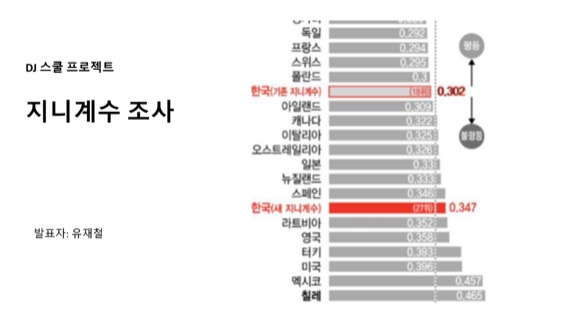 DJ 스쿨 프로젝트
지니계수 조사
발표자: 유재철
독일 0.292
프랑스 0.294
스위스 0.295
폴란드 0.3
한국(기존 지니계수) (18위) 0.302
아일랜드 0.309
캐나다 0.322
이탈리아 0.325
오스트레일리아 0.326
일본 0.33
뉴질랜드 0.333
스페인 0.346
한국(새 지니계수) (27위) 0.347
라트비아 0.352
영국 0.358
터키 0.393
미국 0.396
멕시코 0.457
칠레 0.465
평등
불평등